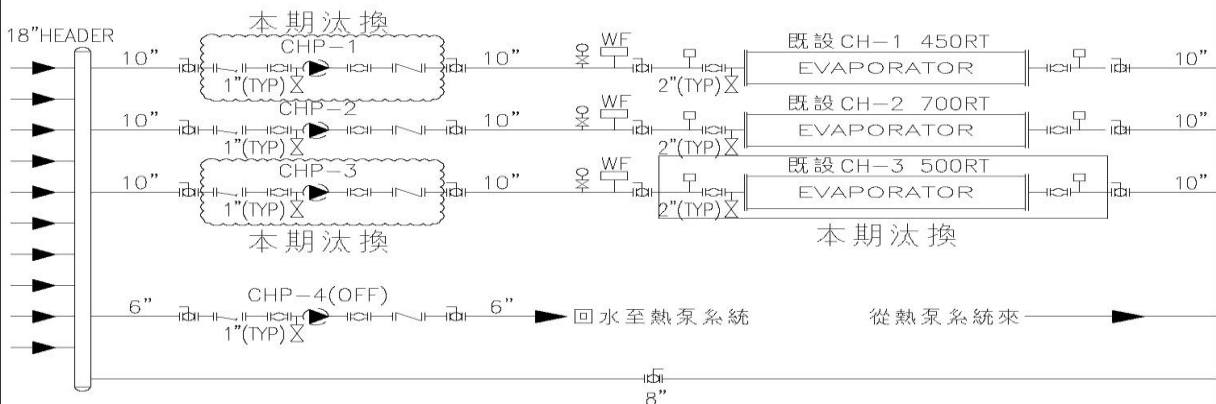 本期汰換
18"HEADER
CHP-1
10"
10"
WF
既設CH-1 450RT
EVAPORATOR
10"
1"(TYP)
2"(TYP)
CHP-2
10"
10"
WF
既設CH-2 700RT
EVAPORATOR
10"
1"(TYP)
2"(TYP)
CHP-3
10"
10"
WF
既設CH-3 500RT
EVAPORATOR
10"
1"(TYP)
2"(TYP)
本期汰換
本期汰換
CHP-4(OFF)
6"
6"
回水至熱泵系統
從熱泵系統來
1"(TYP)
8"